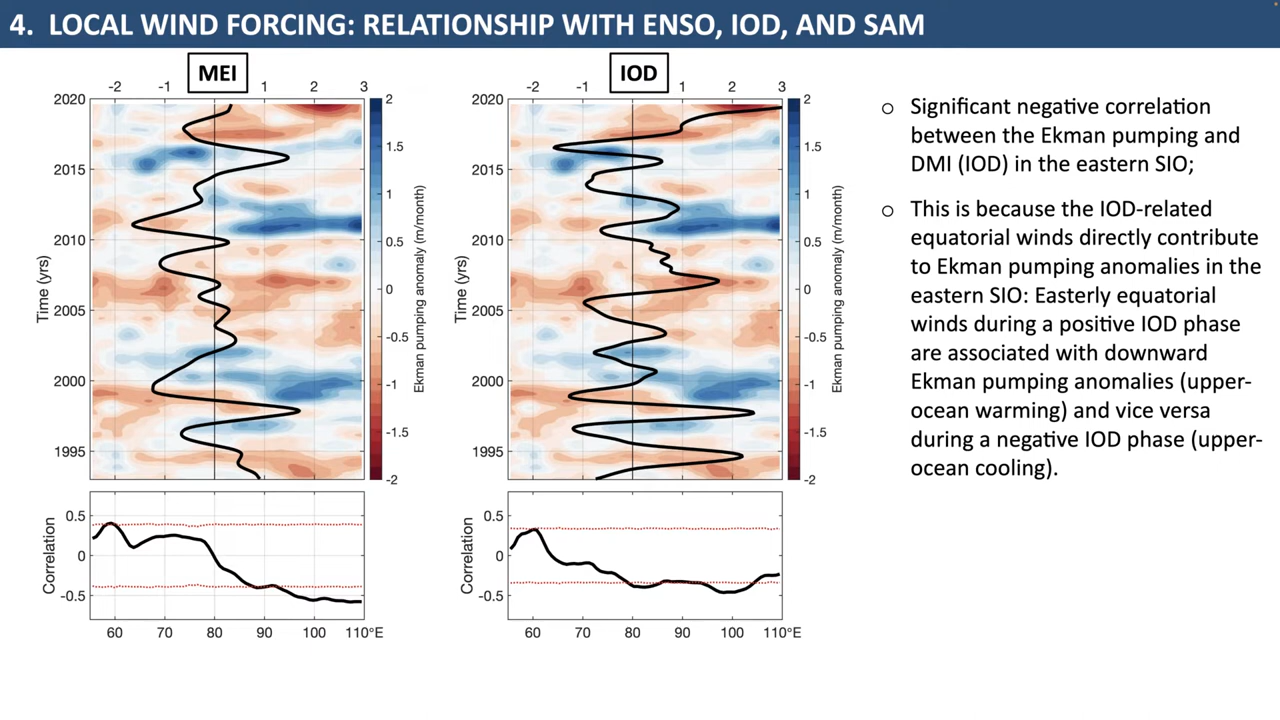 4. LOCAL WIND FORCING: RELATIONSHIP WITH ENSO, IOD, AND SAM
MEI
-2 -1 1 2 3
2020
2015
2010
2005
2000
1995
Time (yrs)
2
1.5
1
0.5
0
-0.5
-1
-1.5
-2
Ekman pumping anomaly (m/month)
0.5
0
-0.5
Correlation
60 70 80 90 100 110°E
IOD
-2 -1 1 2 3
2020
2015
2010
2005
2000
1995
Time (yrs)
2
1.5
1
0.5
0
-0.5
-1
-1.5
-2
Ekman pumping anomaly (m/month)
0.5
0
-0.5
Correlation
60 70 80 90 100 110°E
○ Significant negative correlation
between the Ekman pumping and
DMI (IOD) in the eastern SIO;
○ This is because the IOD-related
equatorial winds directly contribute
to Ekman pumping anomalies in the
eastern SIO: Easterly equatorial
winds during a positive IOD phase
are associated with downward
Ekman pumping anomalies (upper-
ocean warming) and vice versa
during a negative IOD phase (upper-
ocean cooling).